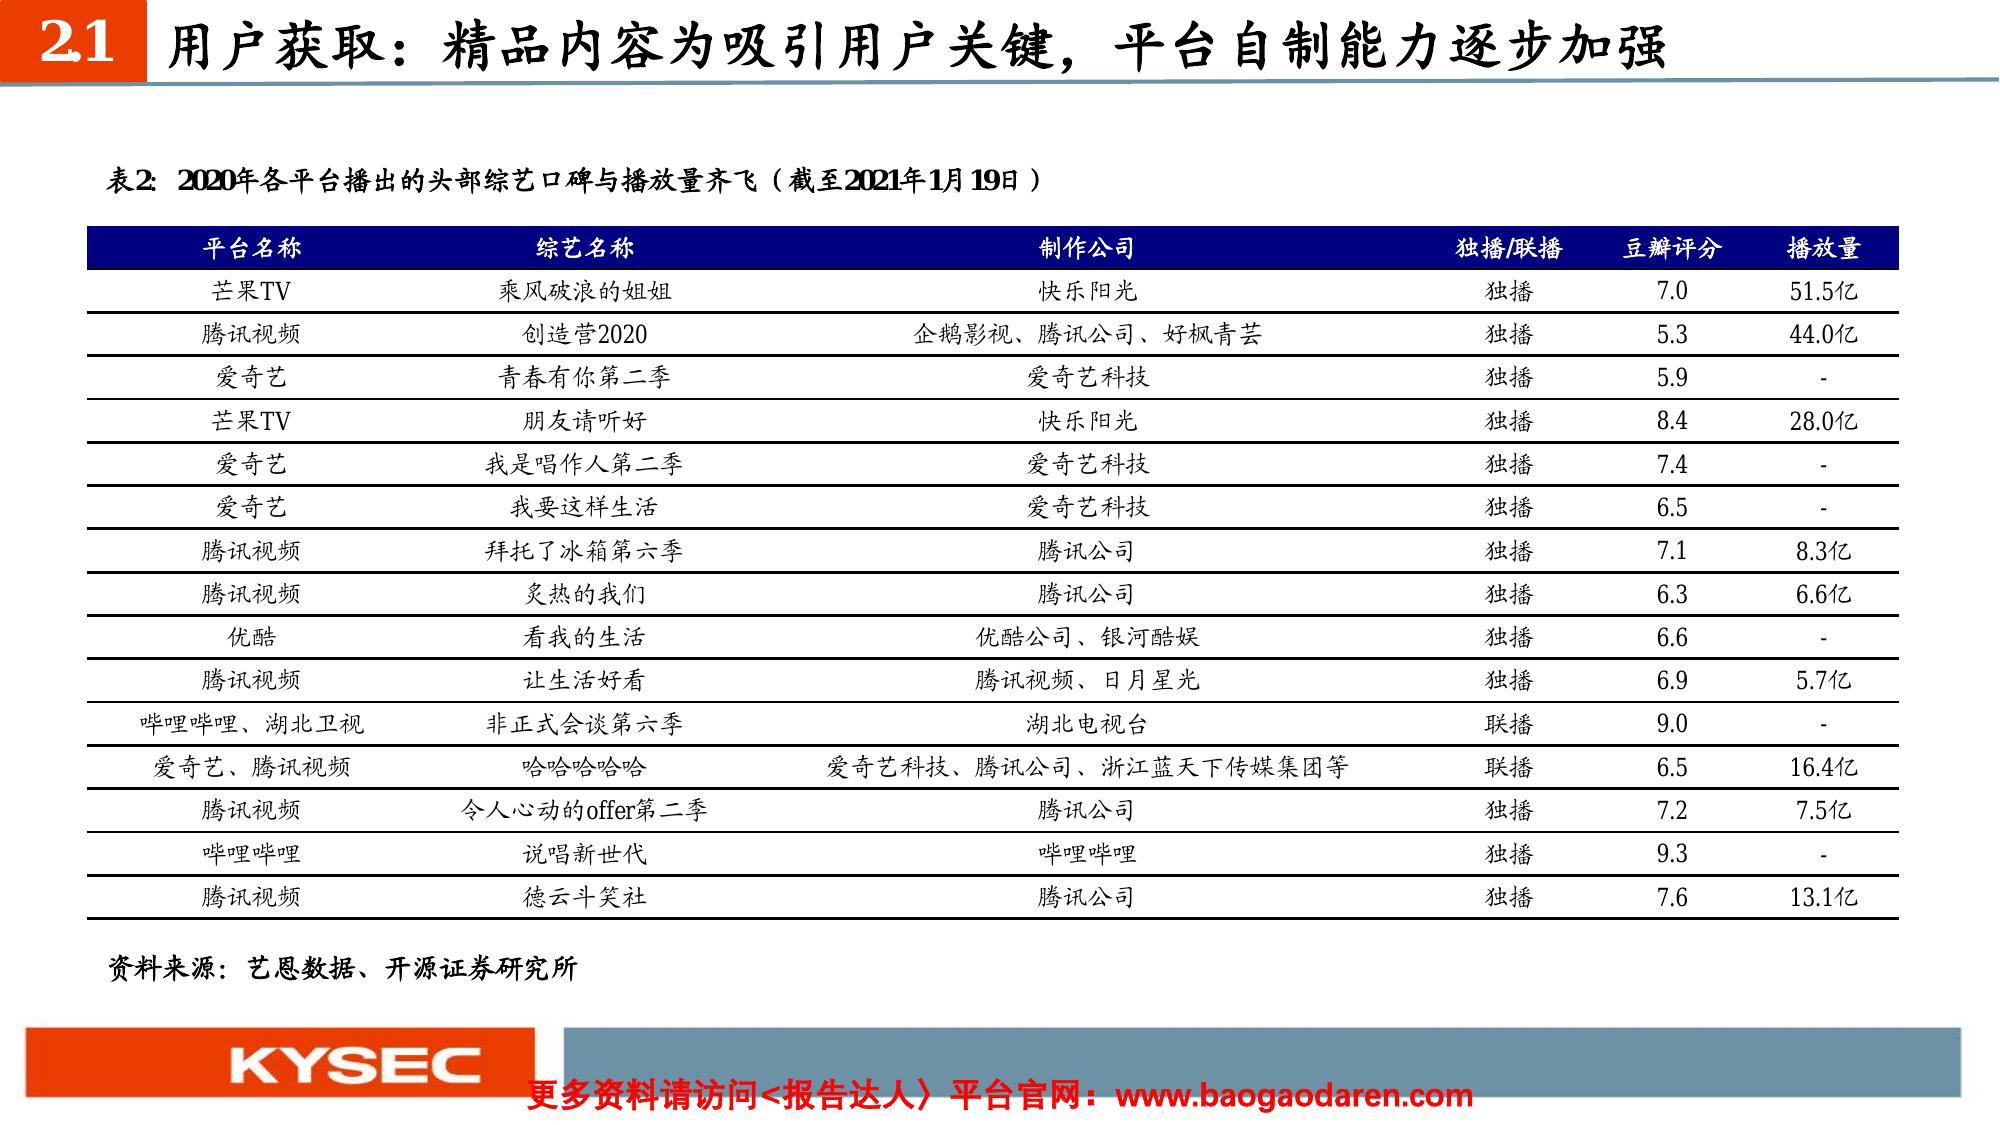 2.1 用户获取：精品内容为吸引用户关键，平台自制能力逐步加强
表2：2020年各平台播出的头部综艺口碑与播放量齐飞（截至2021年1月19日）
平台名称 综艺名称 制作公司 独播/联播 豆瓣评分 播放量
芒果TV 乘风破浪的姐姐 快乐阳光 独播 7.0 51.5亿
腾讯视频 创造营2020 企鹅影视、腾讯公司、好枫青芸 独播 5.3 44.0亿
爱奇艺 青春有你第二季 爱奇艺科技 独播 5.9 -
芒果TV 朋友请听好 快乐阳光 独播 8.4 28.0亿
爱奇艺 我是唱作人第二季 爱奇艺科技 独播 7.4 -
爱奇艺 我要这样生活 爱奇艺科技 独播 6.5 -
腾讯视频 拜托了冰箱第六季 腾讯公司 独播 7.1 8.3亿
腾讯视频 炙热的我们 腾讯公司 独播 6.3 6.6亿
优酷 看我的生活 优酷公司、银河酷娱 独播 6.6 -
腾讯视频 让生活好看 腾讯视频、日月星光 独播 6.9 5.7亿
哔哩哔哩、湖北卫视 非正式会谈第六季 湖北电视台 联播 9.0 -
爱奇艺、腾讯视频 哈哈哈哈哈 爱奇艺科技、腾讯公司、浙江蓝天下传媒集团等 联播 6.5 16.4亿
腾讯视频 令人心动的offer第二季 腾讯公司 独播 7.2 7.5亿
哔哩哔哩 说唱新世代 哔哩哔哩 独播 9.3 -
腾讯视频 德云斗笑社 腾讯公司 独播 7.6 13.1亿
资料来源：艺恩数据、开源证券研究所
KYSEC
更多资料请访问<报告达人〉平台官网：www.baogaodaren.com